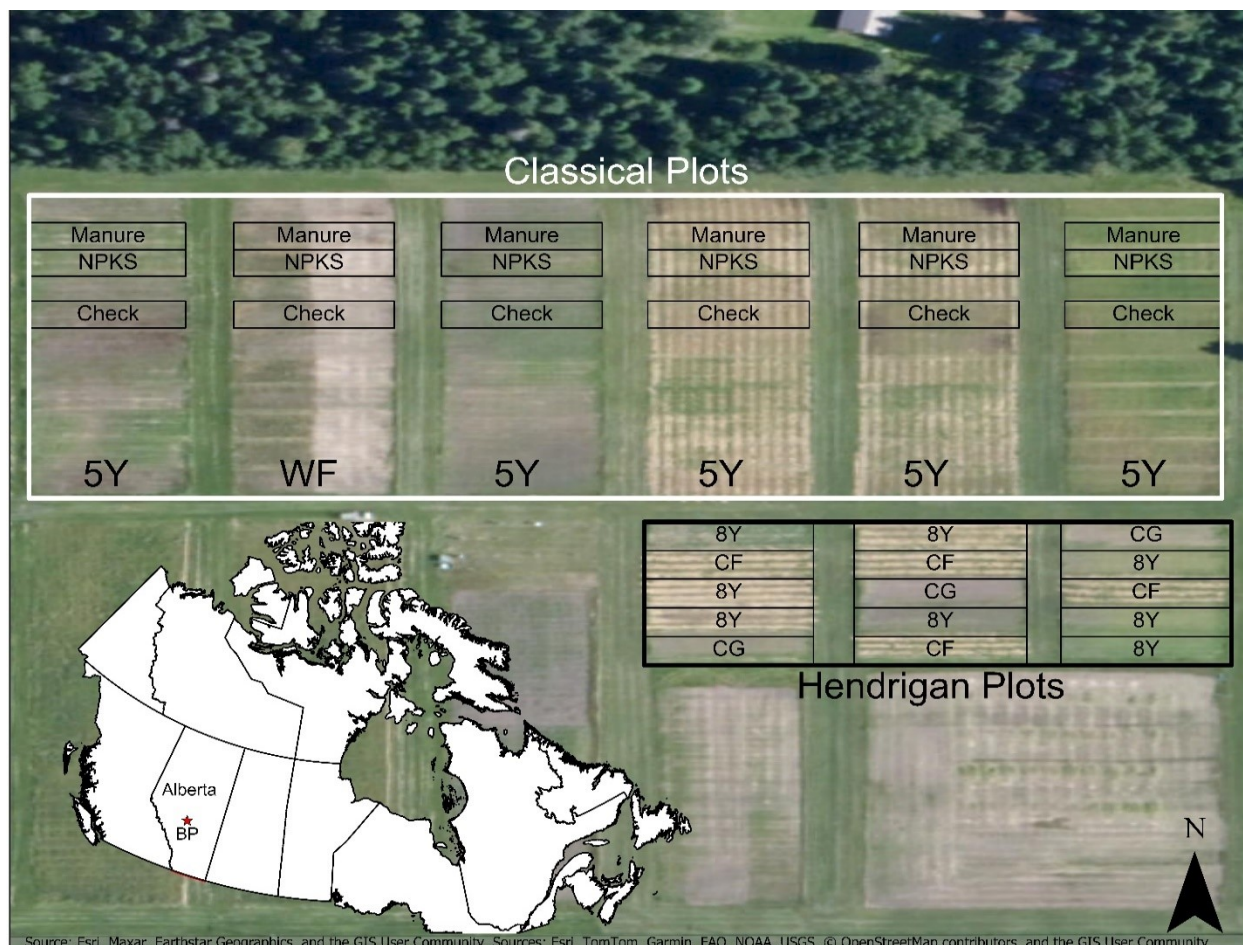 Classical Plots
Manure Manure Manure Manure Manure Manure
NPKS NPKS NPKS NPKS NPKS NPKS
Check Check Check Check Check Check
5Y WF 5Y 5Y 5Y 5Y
8Y 8Y CG
CF CF 8Y
8Y CG CF
8Y 8Y 8Y
CG CF 8Y
Hendrigan Plots
Alberta
BP
N
Source: Esri, Maxar, Earthstar Geographics, and the GIS User Community, Sources: Esri, TomTom, Garmin, FAO, NOAA, USGS, © OpenStreetMap contributors, and the GIS User Community